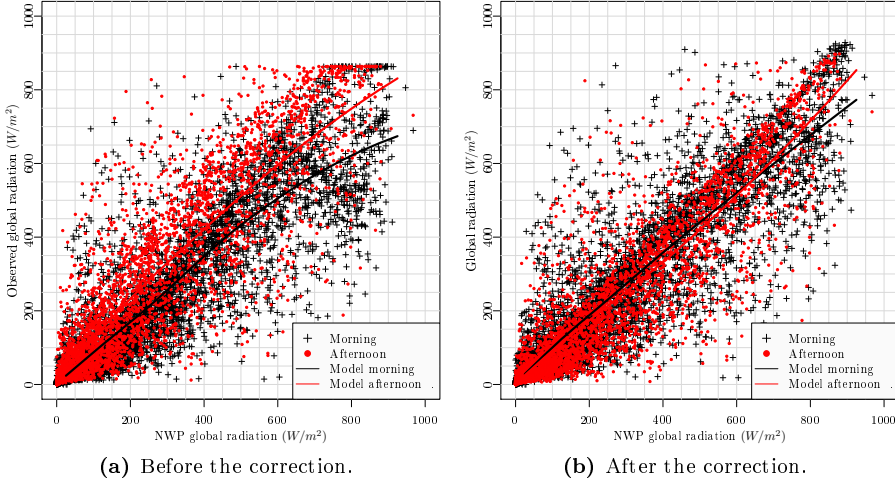 1000
800
600
400
200
0
Observed global radiation (W/m²)
Morning
Afternoon
Model morning
Model afternoon
0 200 400 600 800 1000
NWP global radiation (W/m²)
(a) Before the correction.
1000
800
600
400
200
0
Global radiation (W/m²)
Morning
Afternoon
Model morning
Model afternoon
0 200 400 600 800 1000
NWP global radiation (W/m²)
(b) After the correction.